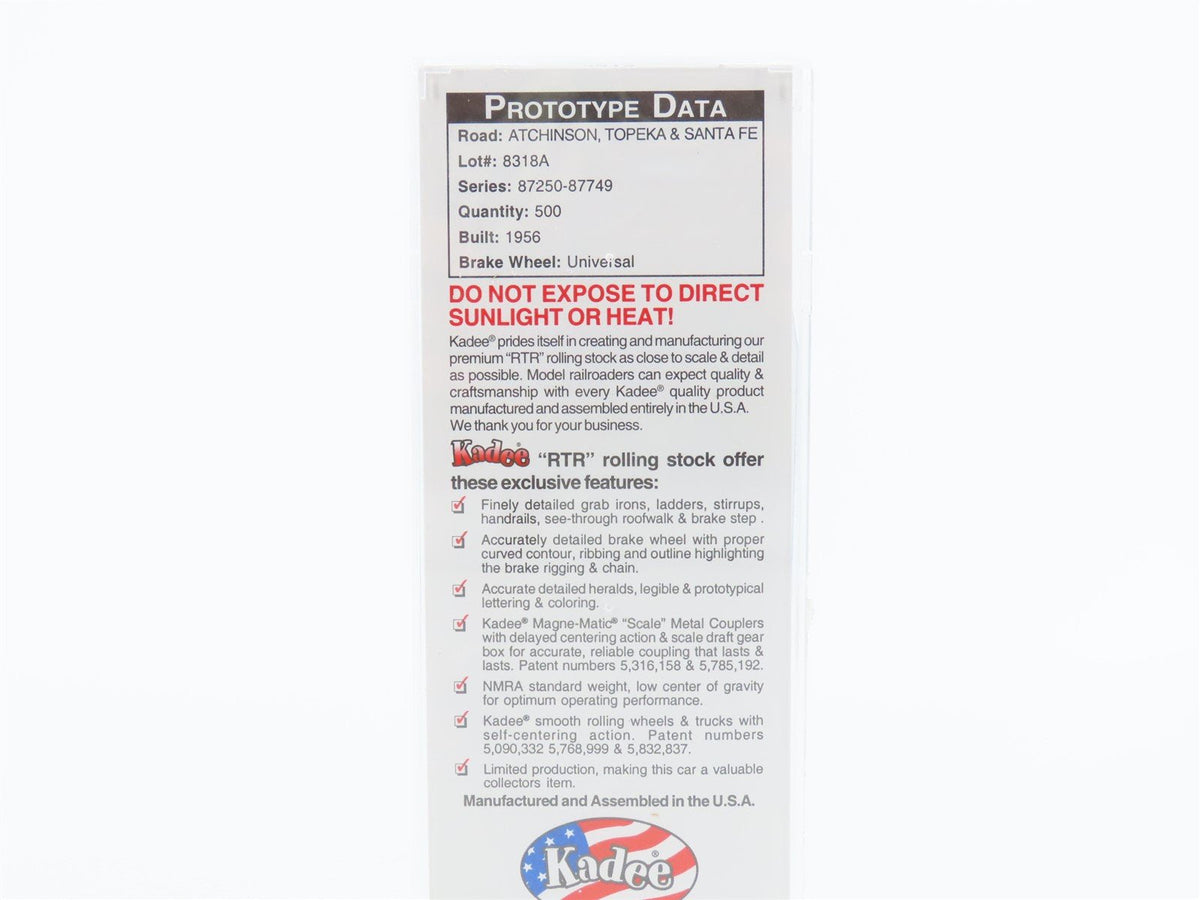 PROTOTYPE DATA
Road: ATCHINSON, TOPEKA & SANTA FE
Lot#: 8318A
Series: 87250-87749
Quantity: 500
Built: 1956
Brake Wheel: Universal
DO NOT EXPOSE TO DIRECT
SUNLIGHT OR HEAT!
Kadee® prides itself in creating and manufacturing our
premium “RTR” rolling stock as close to scale & detail
as possible. Model railroaders can expect quality &
craftsmanship with every Kadee® quality product
manufactured and assembled entirely in the U.S.A.
We thank you for your business.
Kadee® “RTR” rolling stock offer
these exclusive features:
Finely detailed grab irons, ladders, stirrups,
handrails, see-through roofwalk & brake step .
Accurately detailed brake wheel with proper
curved contour, ribbing and outline highlighting
the brake rigging & chain.
Accurate detailed heralds, legible & prototypical
lettering & coloring.
Kadee® Magne-Matic® “Scale” Metal Couplers
with delayed centering action & scale draft gear
box for accurate, reliable coupling that lasts &
lasts. Patent numbers 5,316,158 & 5,785,192.
NMRA standard weight, low center of gravity
for optimum operating performance.
Kadee® smooth rolling wheels & trucks with
self-centering action. Patent numbers
5,090,332 5,768,999 & 5,832,837.
Limited production, making this car a valuable
collectors item.
Manufactured and Assembled in the U.S.A.
Kadee®